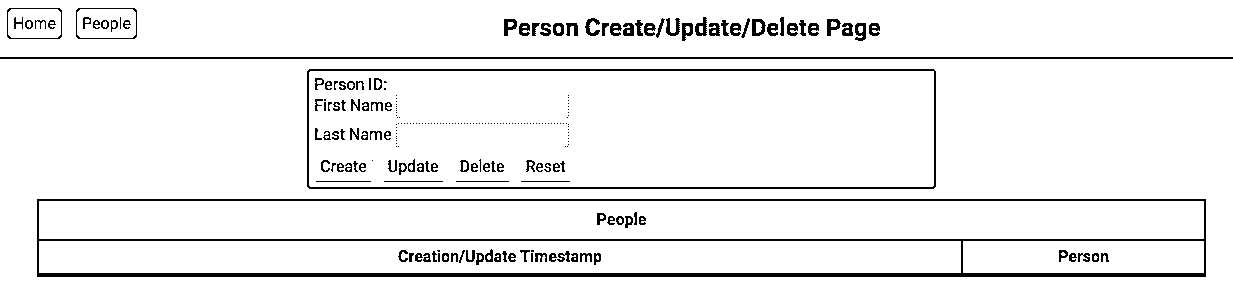 Home People Person Create/Update/Delete Page
Person ID:
First Name
Last Name
Create Update Delete Reset
People
Creation/Update Timestamp Person